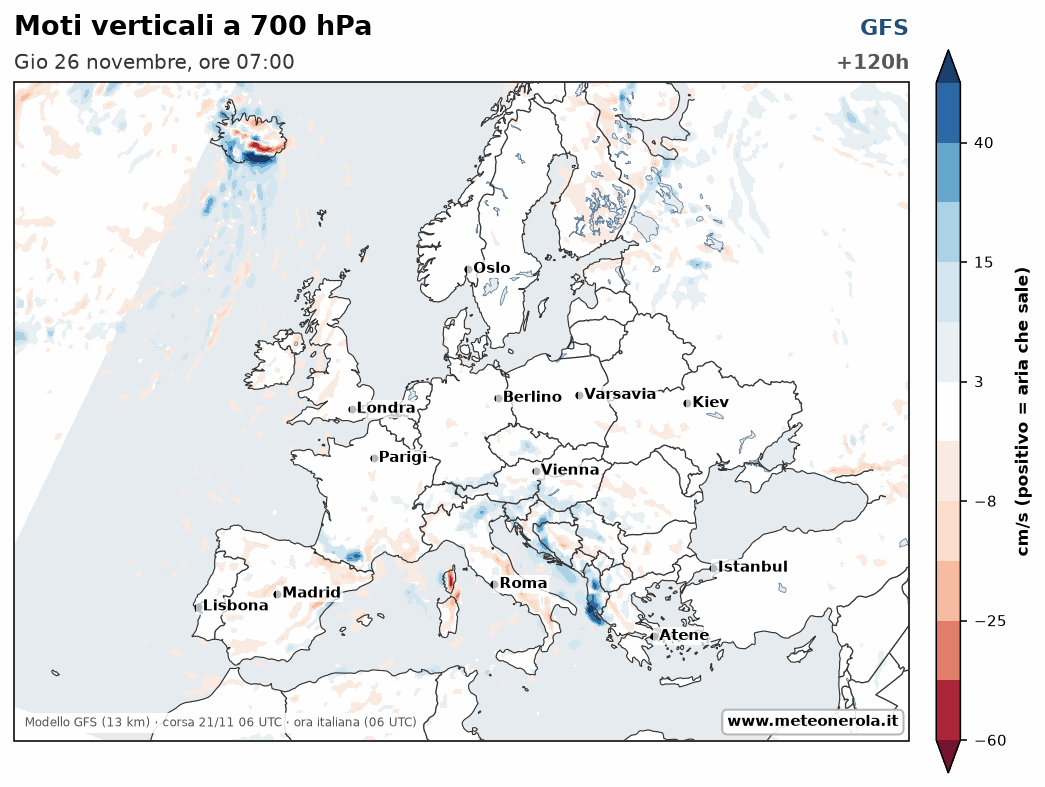 Moti verticali a 700 hPa
GFS
Gio 26 novembre, ore 07:00
+120h
40
15
3
−8
−25
−60
cm/s (positivo = aria che sale)
Oslo
Londra
Berlino
Varsavia
Kiev
Parigi
Vienna
Istanbul
Roma
Madrid
Lisbona
Atene
Modello GFS (13 km) · corsa 21/11 06 UTC · ora italiana (06 UTC)
www.meteonerola.it